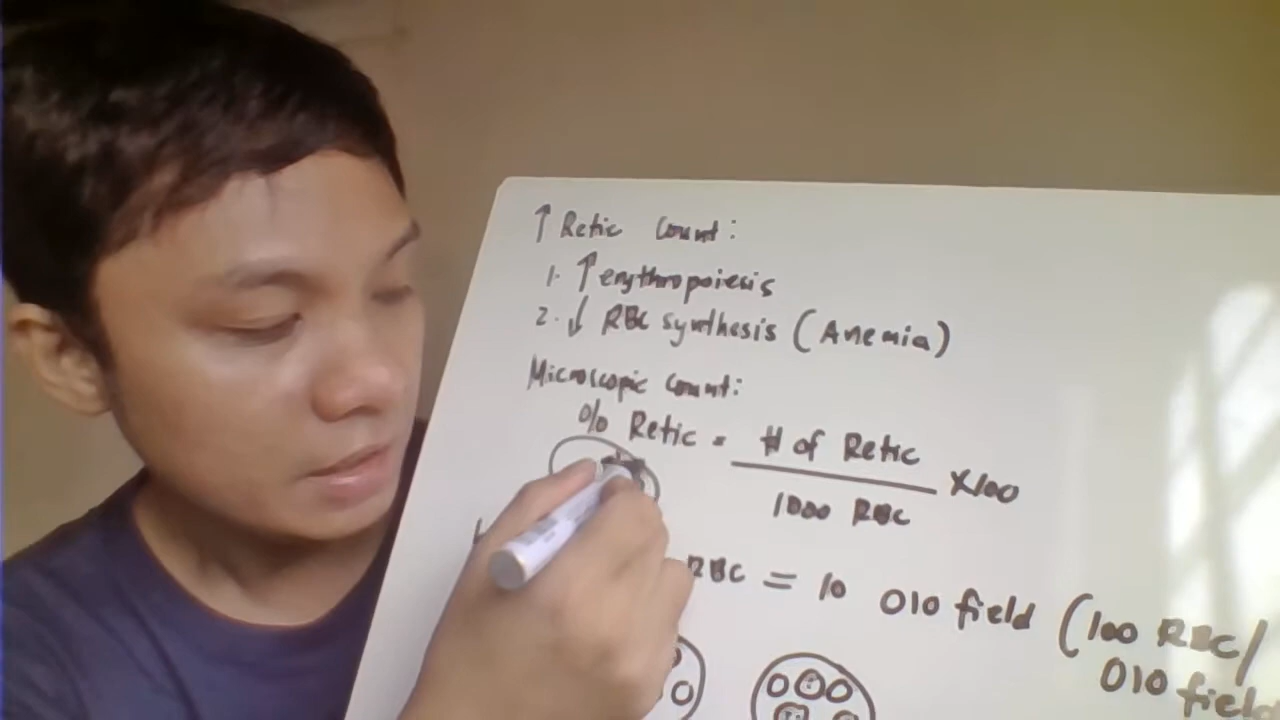 ↑ Retic Count:
1. ↑ erythropoiesis
2. ↓ RBC synthesis (Anemia)
Microscopic Count:
% Retic = # of Retic
1000 RBC
x100
RBC = 10 OIO field (100 RBC/
OIO field